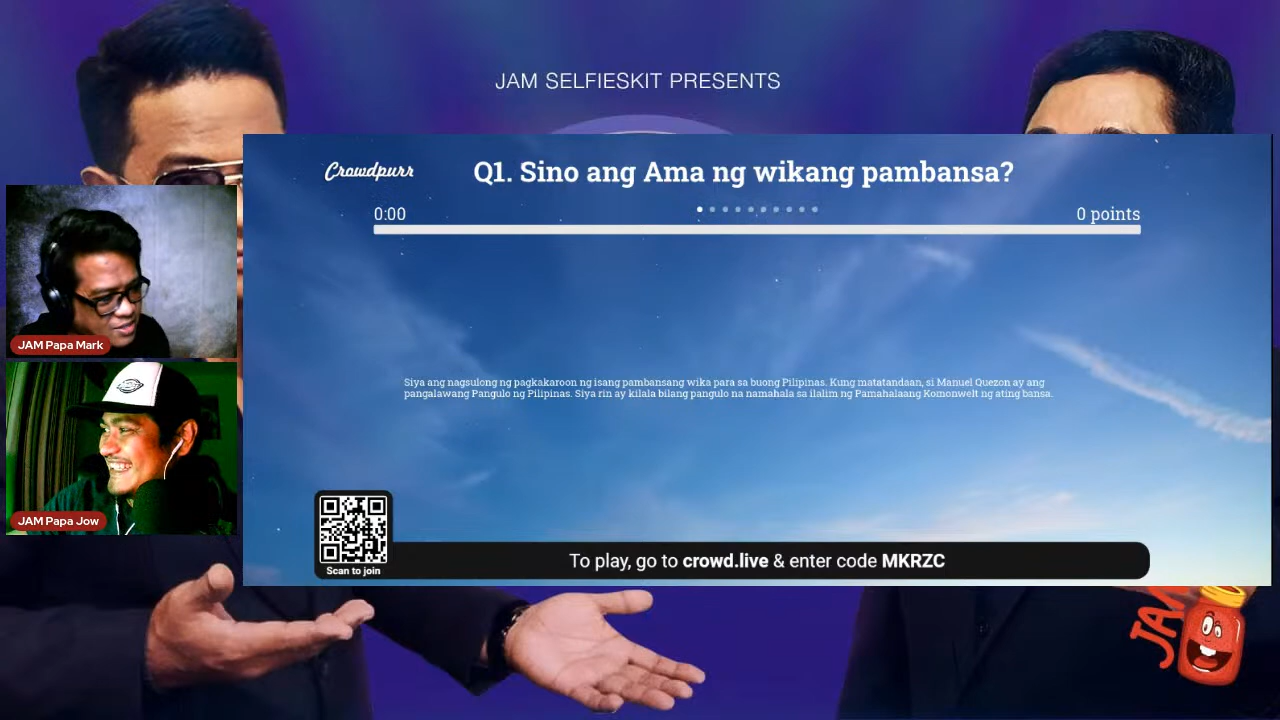 JAM SELFIESKIT PRESENTS
Crowdpurr
Q1. Sino ang Ama ng wikang pambansa?
0:00
0 points
Siya ang nagsulong ng pagkakaroon ng isang pambansang wika para sa buong Pilipinas. Kung matatandaan, si Manuel Quezon ay ang
pangalawang Pangulo ng Pilipinas. Siya rin ay kilala bilang pangulo na namahala sa ilalim ng Pamahalaang Komonwelt ng ating bansa.
JAM Papa Mark
JAM Papa Jow
Scan to join
To play, go to crowd.live & enter code MKRZC
JAM